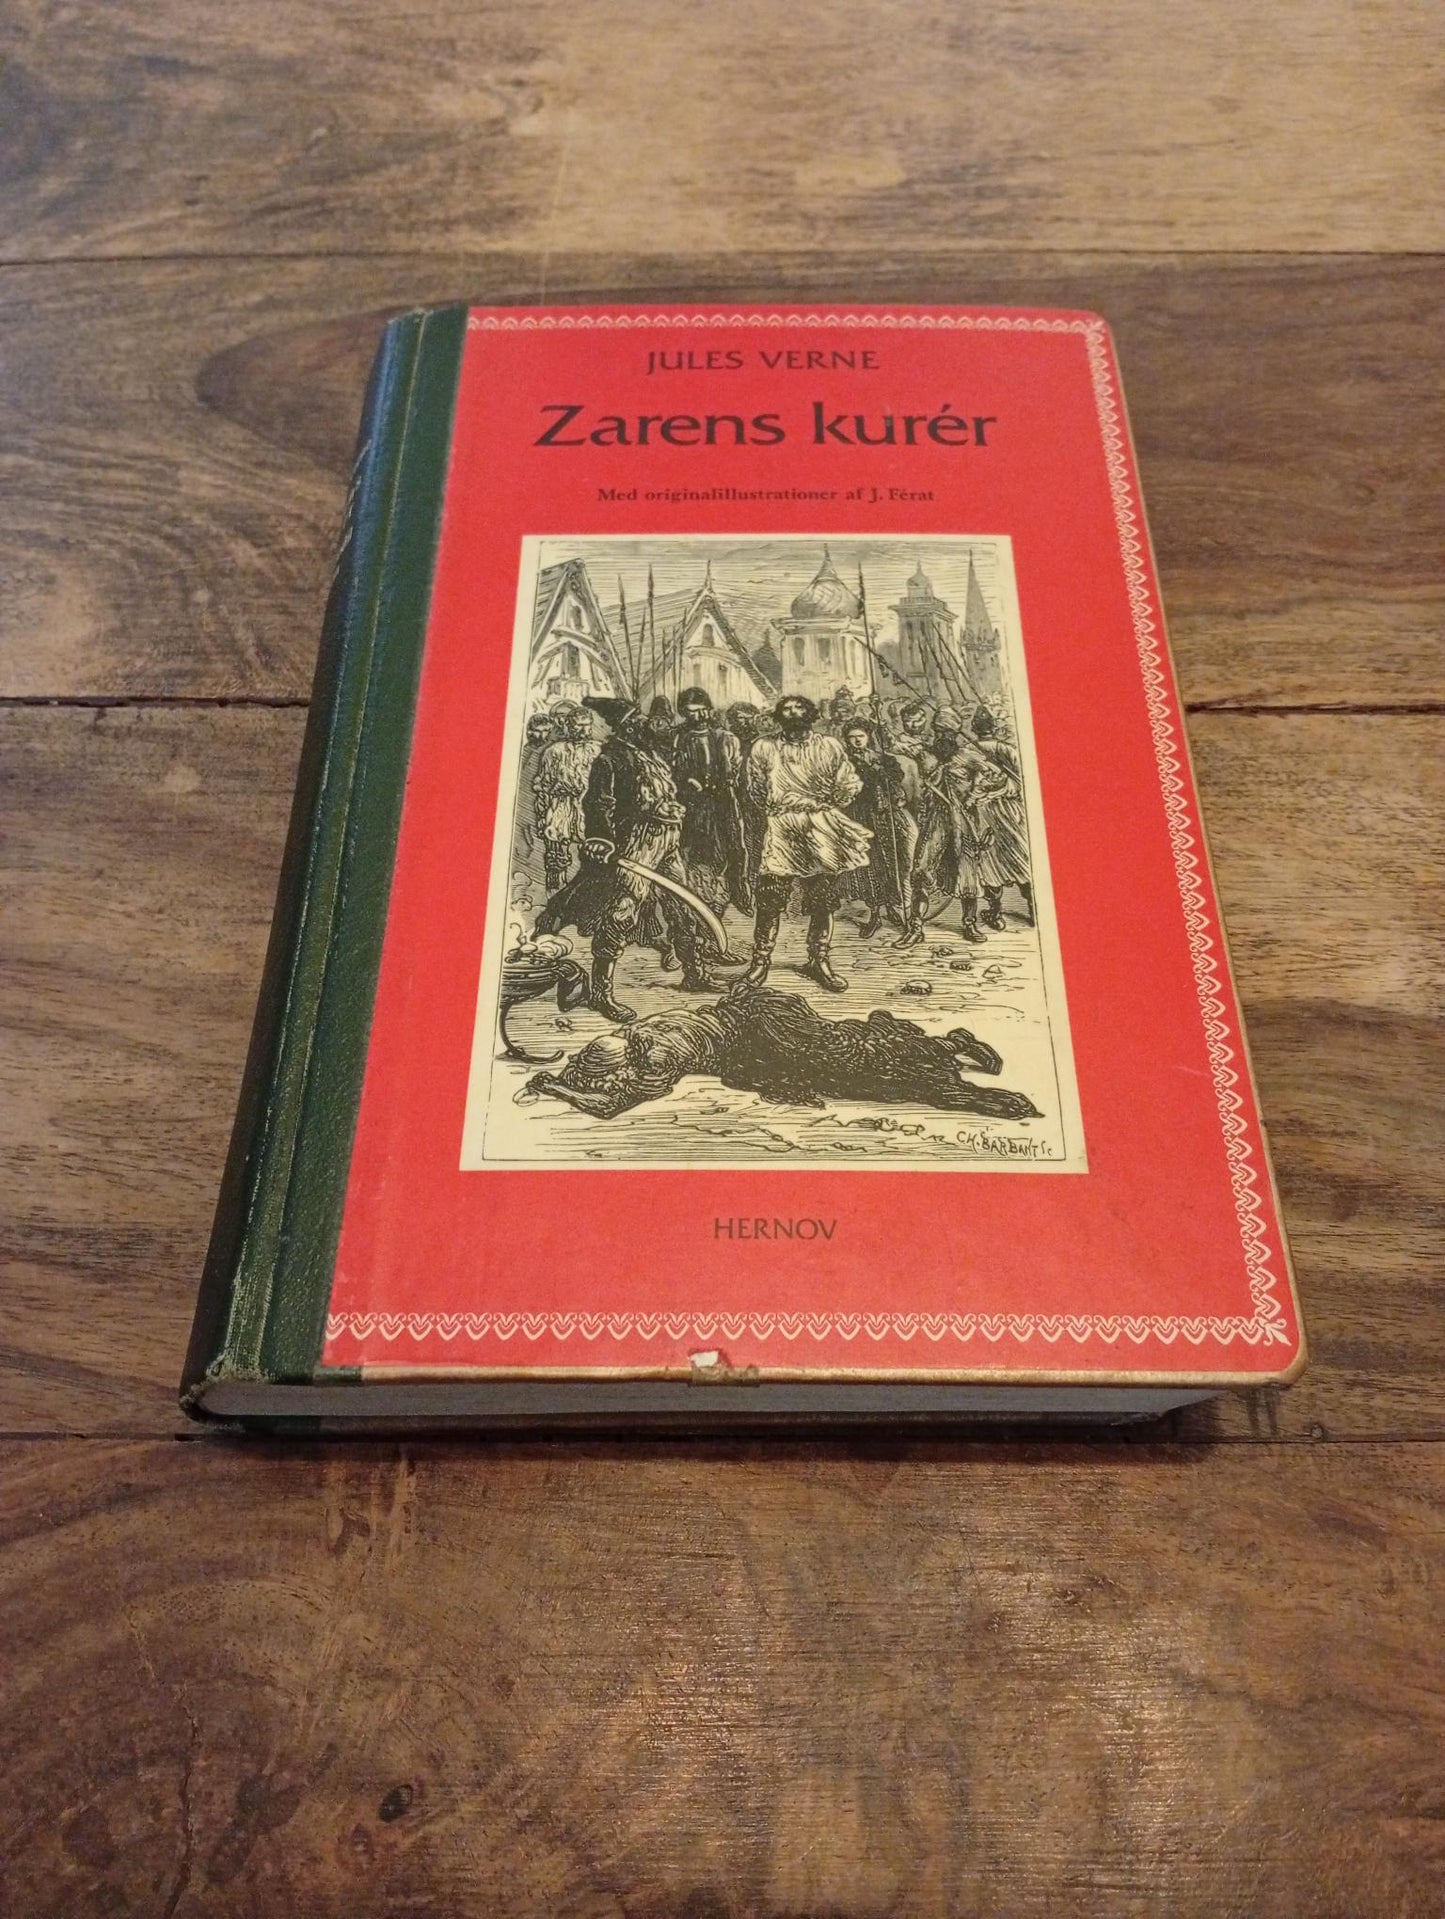 JULES VERNE
Zarens kurér
Med originalillustrationer af J. Férat
CH. BARBANT Sc
HERNOV